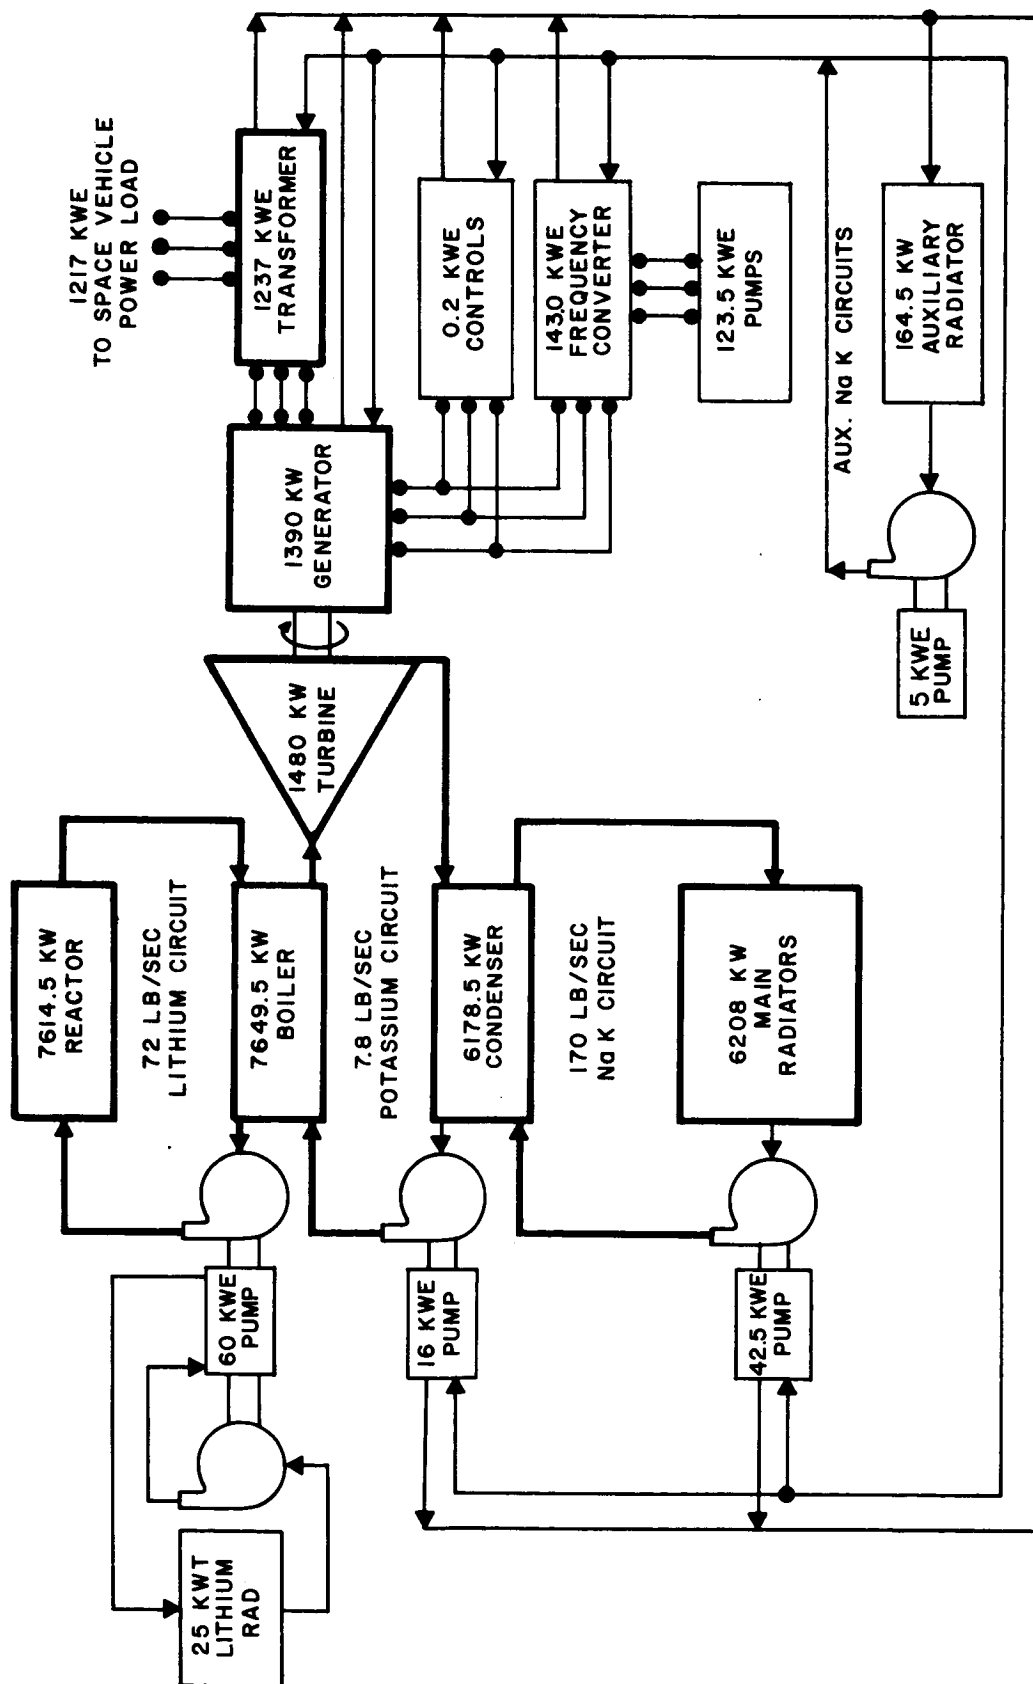 1217 KWE
TO SPACE VEHICLE
POWER LOAD
1237 KWE
TRANSFORMER
1390 KW
GENERATOR
0.2 KWE
CONTROLS
143.0 KWE
FREQUENCY
CONVERTER
123.5 KWE
PUMPS
AUX. Na K CIRCUITS
164.5 KW
AUXILIARY
RADIATOR
5 KWE
PUMP
1480 KW
TURBINE
7614.5 KW
REACTOR
72 LB/SEC
LITHIUM CIRCUIT
7649.5 KW
BOILER
7.8 LB/SEC
POTASSIUM CIRCUIT
6178.5 KW
CONDENSER
170 LB/SEC
Na K CIRCUIT
6208 KW
MAIN
RADIATORS
60 KWE
PUMP
16 KWE
PUMP
42.5 KWE
PUMP
25 KWT
LITHIUM
RAD